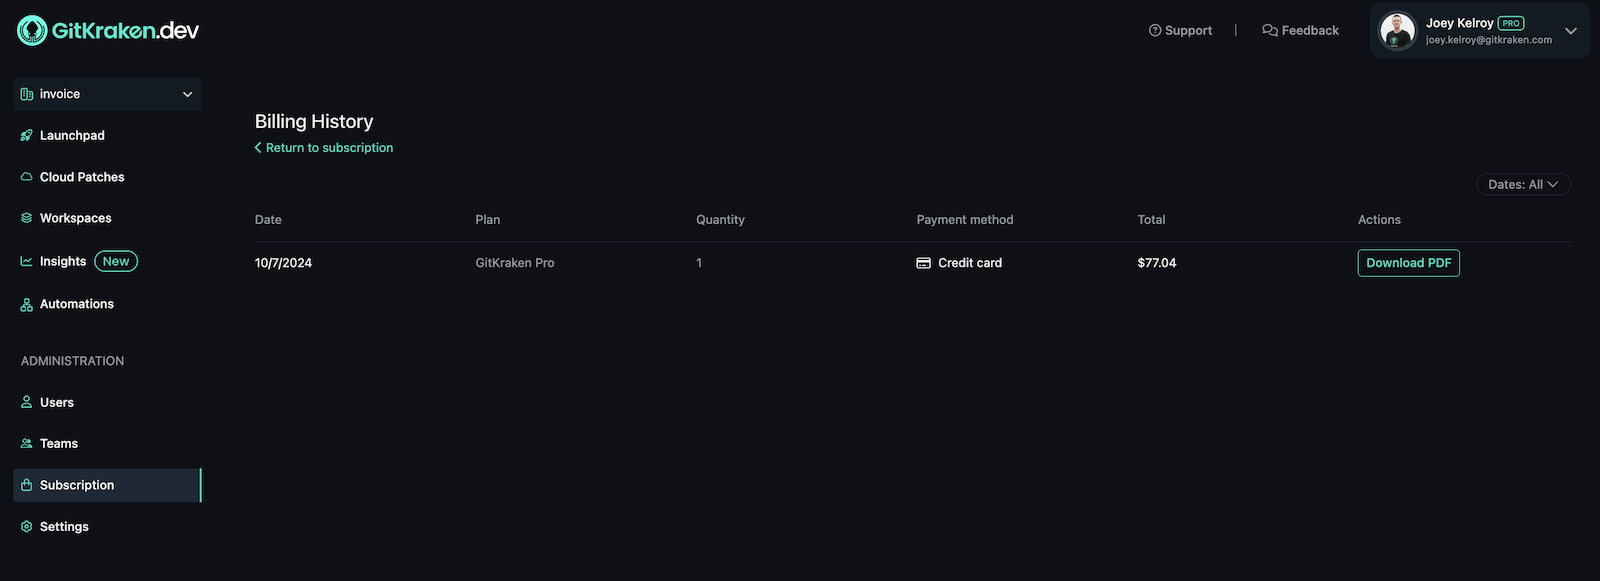 GitKraken.dev
Support | Feedback
Joey Kelroy PRO
joey.kelroy@gitkraken.com
invoice
Launchpad
Cloud Patches
Workspaces
Insights New
Automations
ADMINISTRATION
Users
Teams
Subscription
Settings
Billing History
Return to subscription
Dates: All
Date Plan Quantity Payment method Total Actions
10/7/2024 GitKraken Pro 1 Credit card $77.04 Download PDF